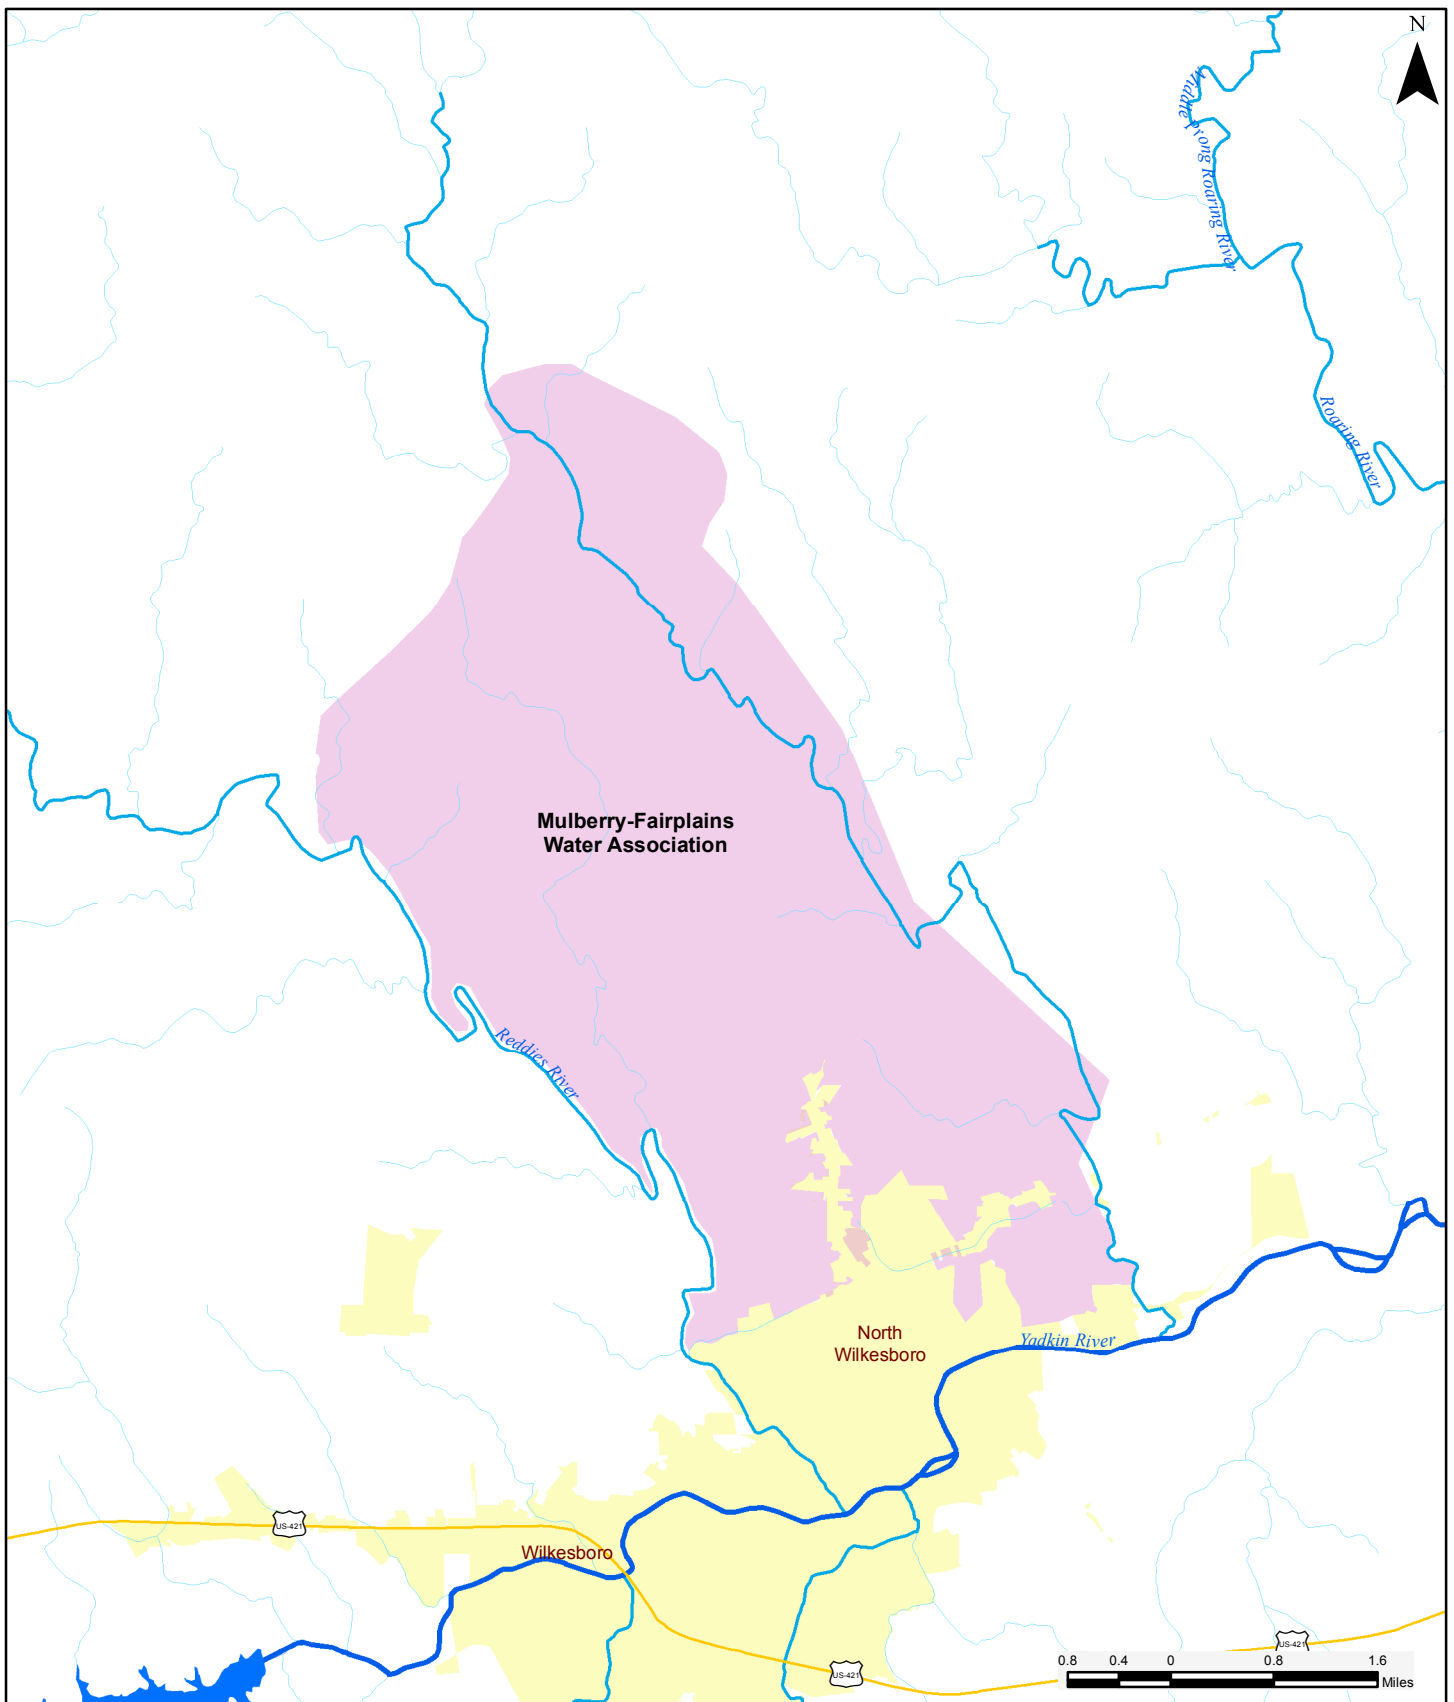 N
Middle Prong Roaring River
Roaring River
Mulberry-Fairplains
Water Association
Reddies River
North
Wilkesboro
Yadkin River
US-421
Wilkesboro
US-421
US-421
0.8 0.4 0 0.8 1.6
Miles